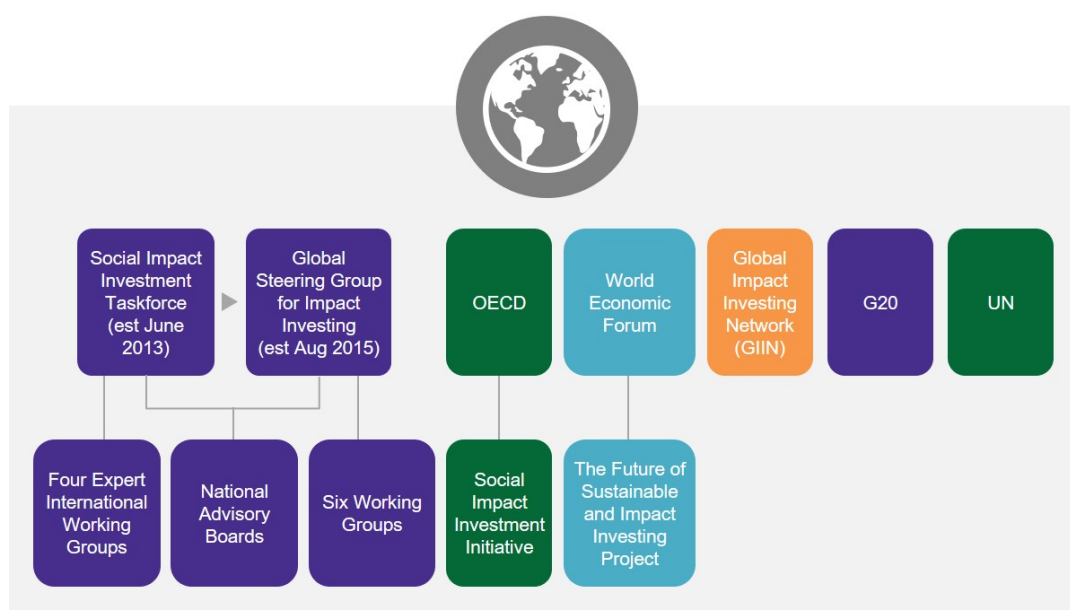 Social Impact
Investment
Taskforce
(est June
2013)
Global
Steering Group
for Impact
Investing
(est Aug 2015)
OECD
World
Economic
Forum
Global
Impact
Investing
Network
(GIIN)
G20
UN
Four Expert
International
Working
Groups
National
Advisory
Boards
Six Working
Groups
Social
Impact
Investment
Initiative
The Future of
Sustainable
and Impact
Investing
Project